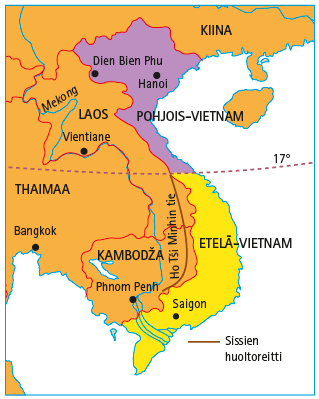 KIINA
Dien Bien Phu
Hanoi
Mekong
LAOS
POHJOIS–VIETNAM
Vientiane
17°
THAIMAA
Ho Tsi Minhin tie
Bangkok
ETELÄ–VIETNAM
KAMBODŽA
Phnom Penh
Saigon
Sissien
huoltoreitti